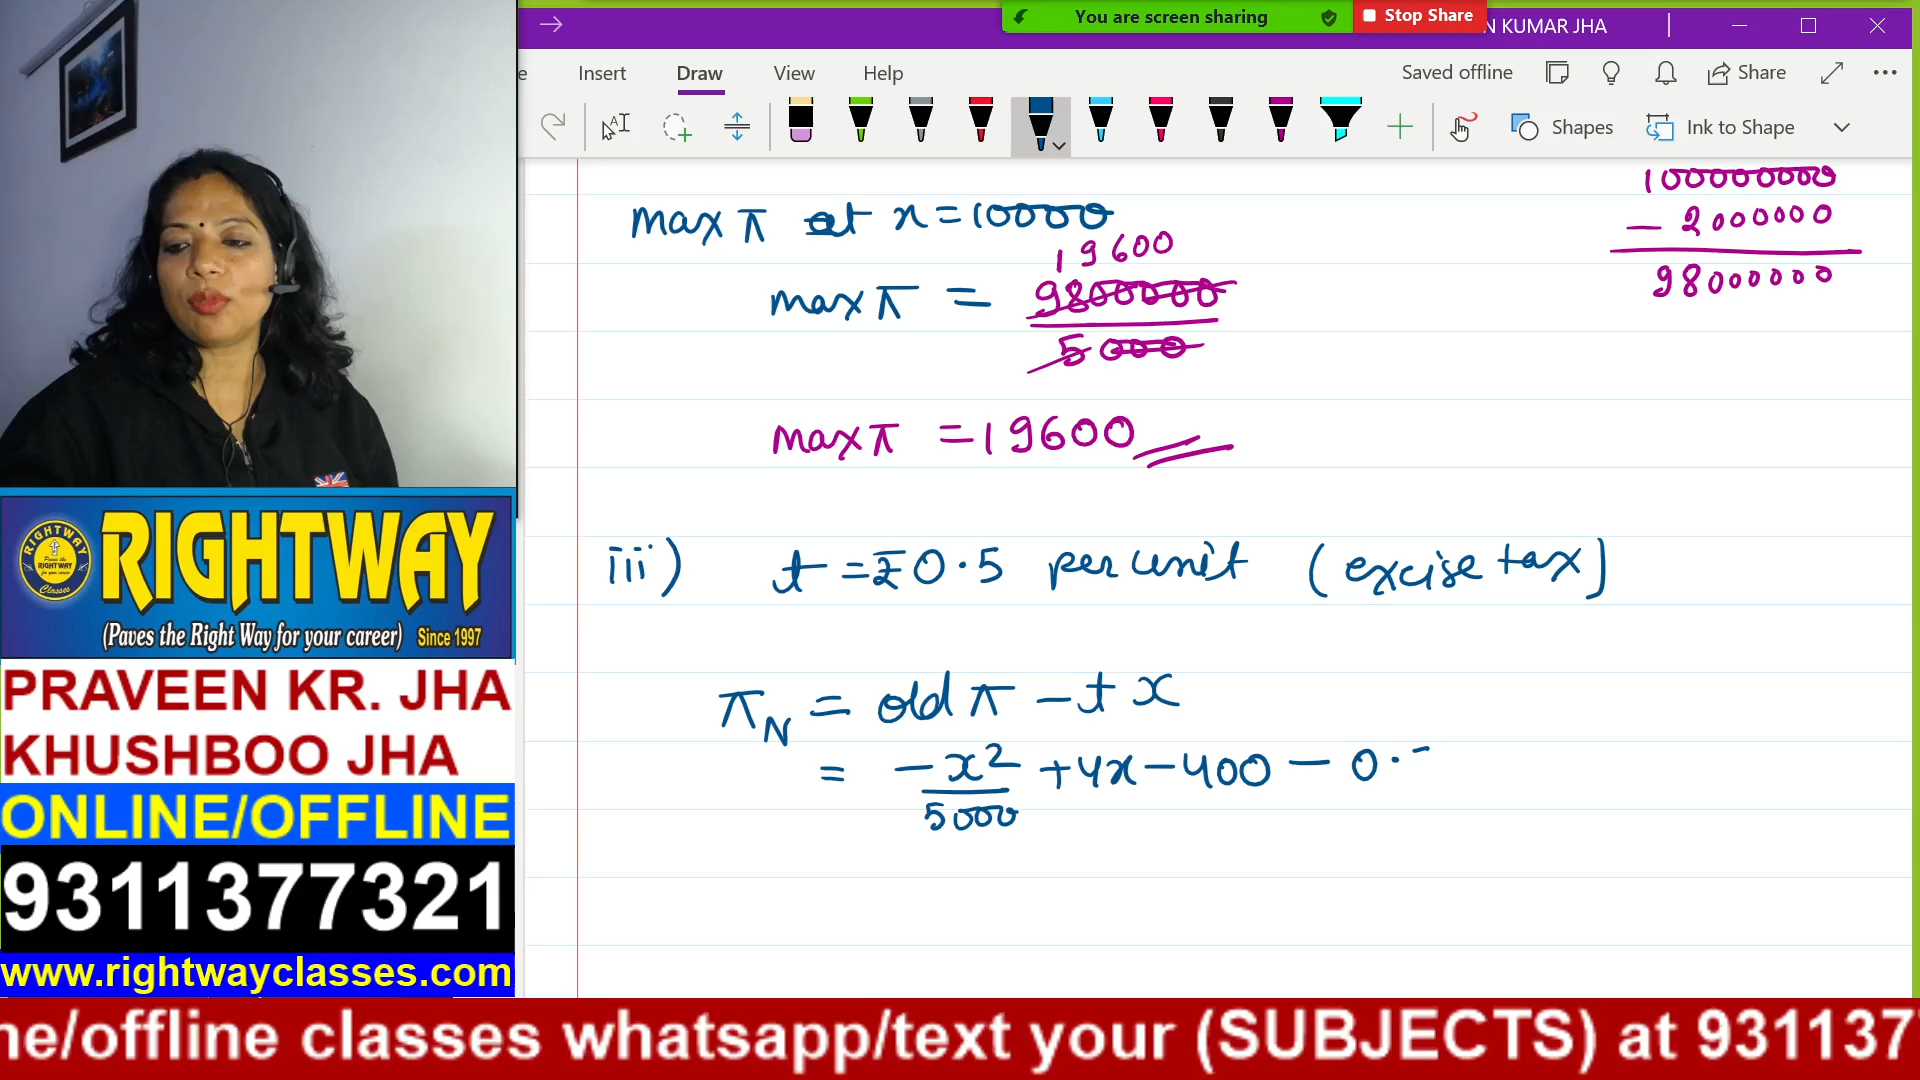 You are screen sharing
Stop Share
N KUMAR JHA
e Insert Draw View Help
Saved offline
Share
Shapes
Ink to Shape
100000000
max π at x = 10000
- 2000000
19600
98000000
max π = 9800000
5000
max π = 19600
iii) t = ₹0.5 per unit (excise tax)
πN = old π - t x
= - x² + 4x - 400 - 0.
5000
RIGHTWAY
RIGHTWAY
Classes
(Paves the Right Way for your career) Since 1997
PRAVEEN KR. JHA
KHUSHBOO JHA
ONLINE/OFFLINE
9311377321
www.rightwayclasses.com
ne/offline classes whatsapp/text your (SUBJECTS) at 931137